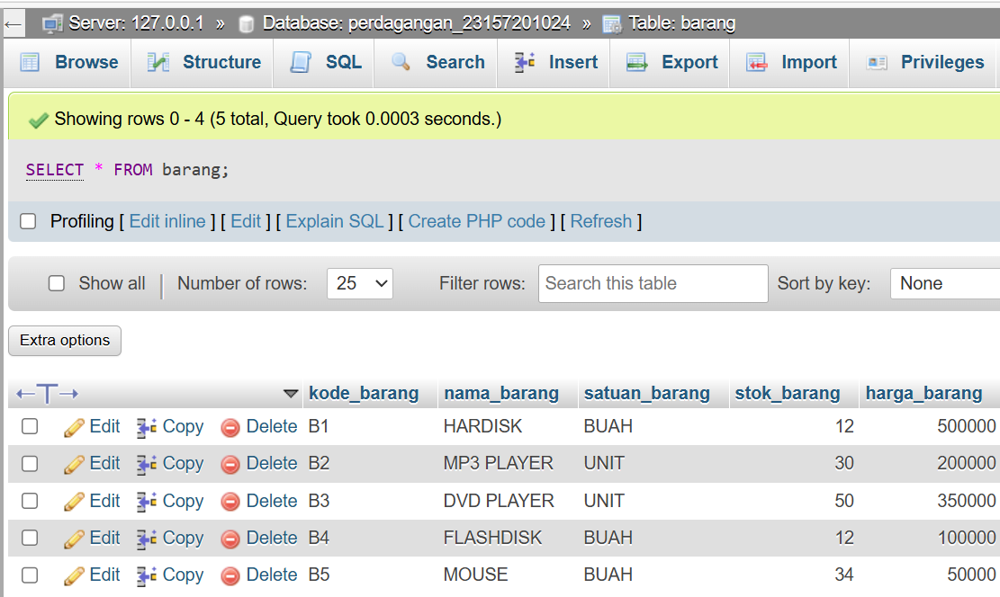 Server: 127.0.0.1 » Database: perdagangan_23157201024 » Table: barang
Browse Structure SQL Search Insert Export Import Privileges
Showing rows 0 - 4 (5 total, Query took 0.0003 seconds.)
SELECT * FROM barang;
Profiling [ Edit inline ] [ Edit ] [ Explain SQL ] [ Create PHP code ] [ Refresh ]
Show all Number of rows: 25 Filter rows: Search this table Sort by key: None
Extra options
kode_barang nama_barang satuan_barang stok_barang harga_barang
Edit Copy Delete B1 HARDISK BUAH 12 500000
Edit Copy Delete B2 MP3 PLAYER UNIT 30 200000
Edit Copy Delete B3 DVD PLAYER UNIT 50 350000
Edit Copy Delete B4 FLASHDISK BUAH 12 100000
Edit Copy Delete B5 MOUSE BUAH 34 50000